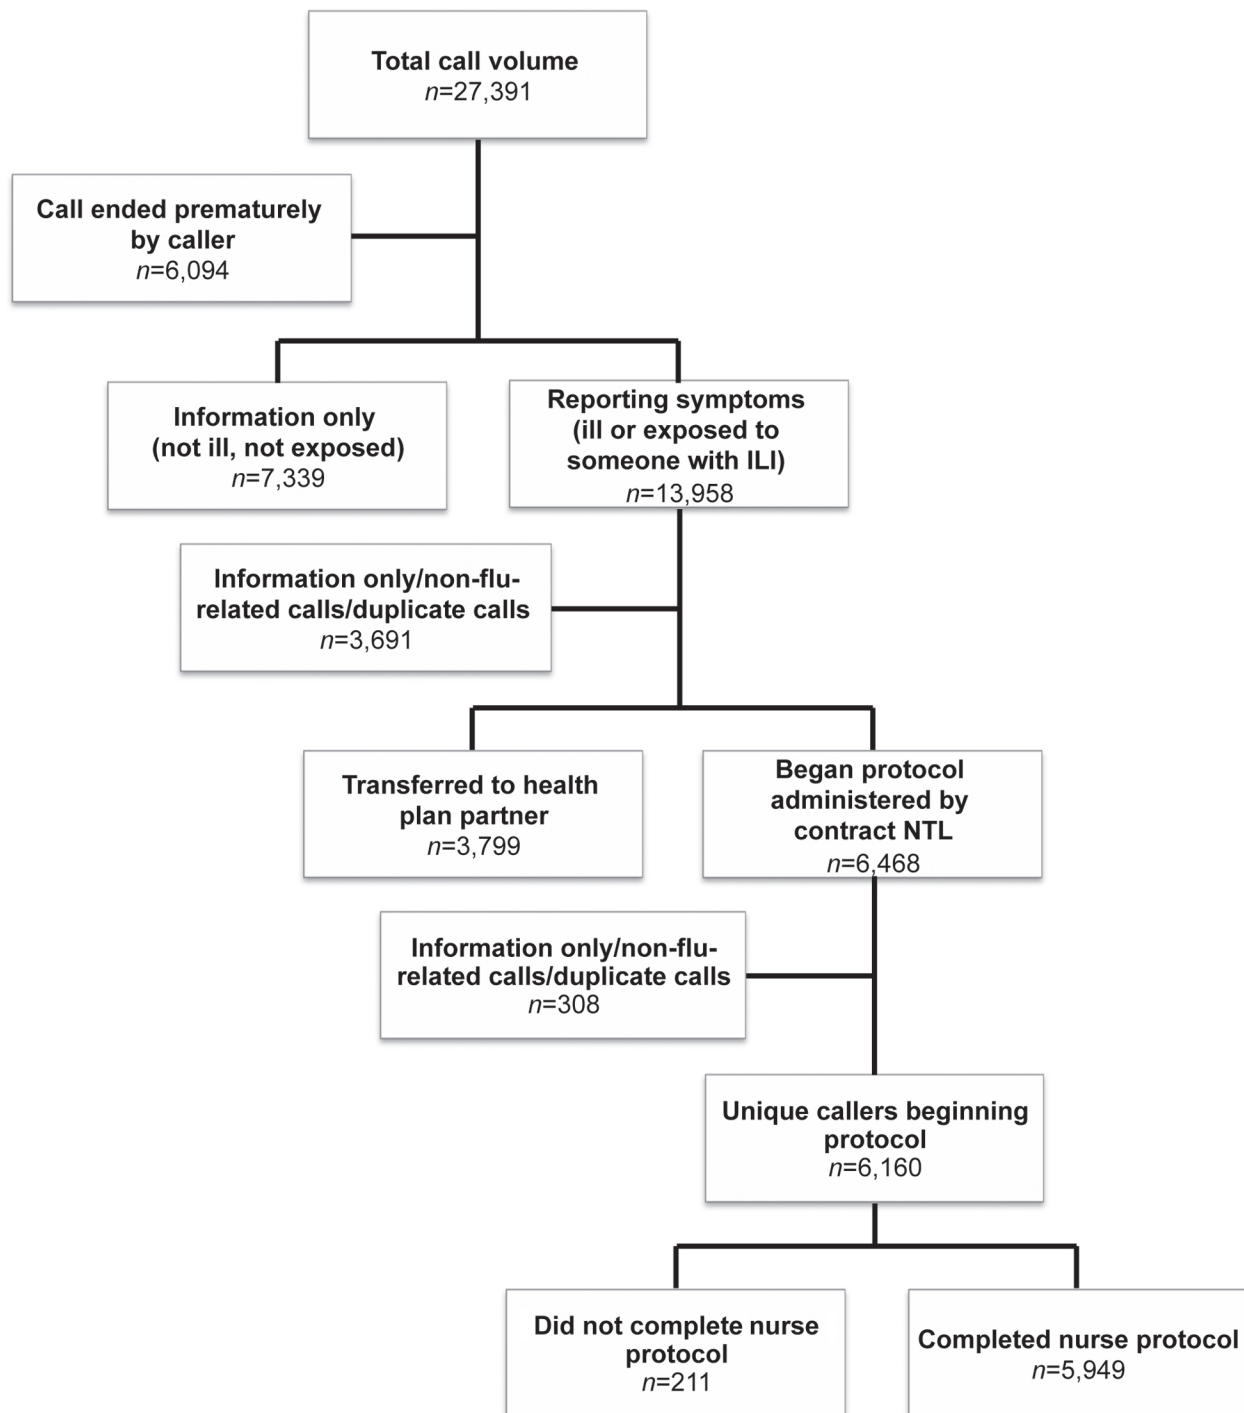 Total call volume
n=27,391
Call ended prematurely
by caller
n=6,094
Information only
(not ill, not exposed)
n=7,339
Reporting symptoms
(ill or exposed to
someone with ILI)
n=13,958
Information only/non-flu-
related calls/duplicate calls
n=3,691
Transferred to health
plan partner
n=3,799
Began protocol
administered by
contract NTL
n=6,468
Information only/non-flu-
related calls/duplicate calls
n=308
Unique callers beginning
protocol
n=6,160
Did not complete nurse
protocol
n=211
Completed nurse protocol
n=5,949